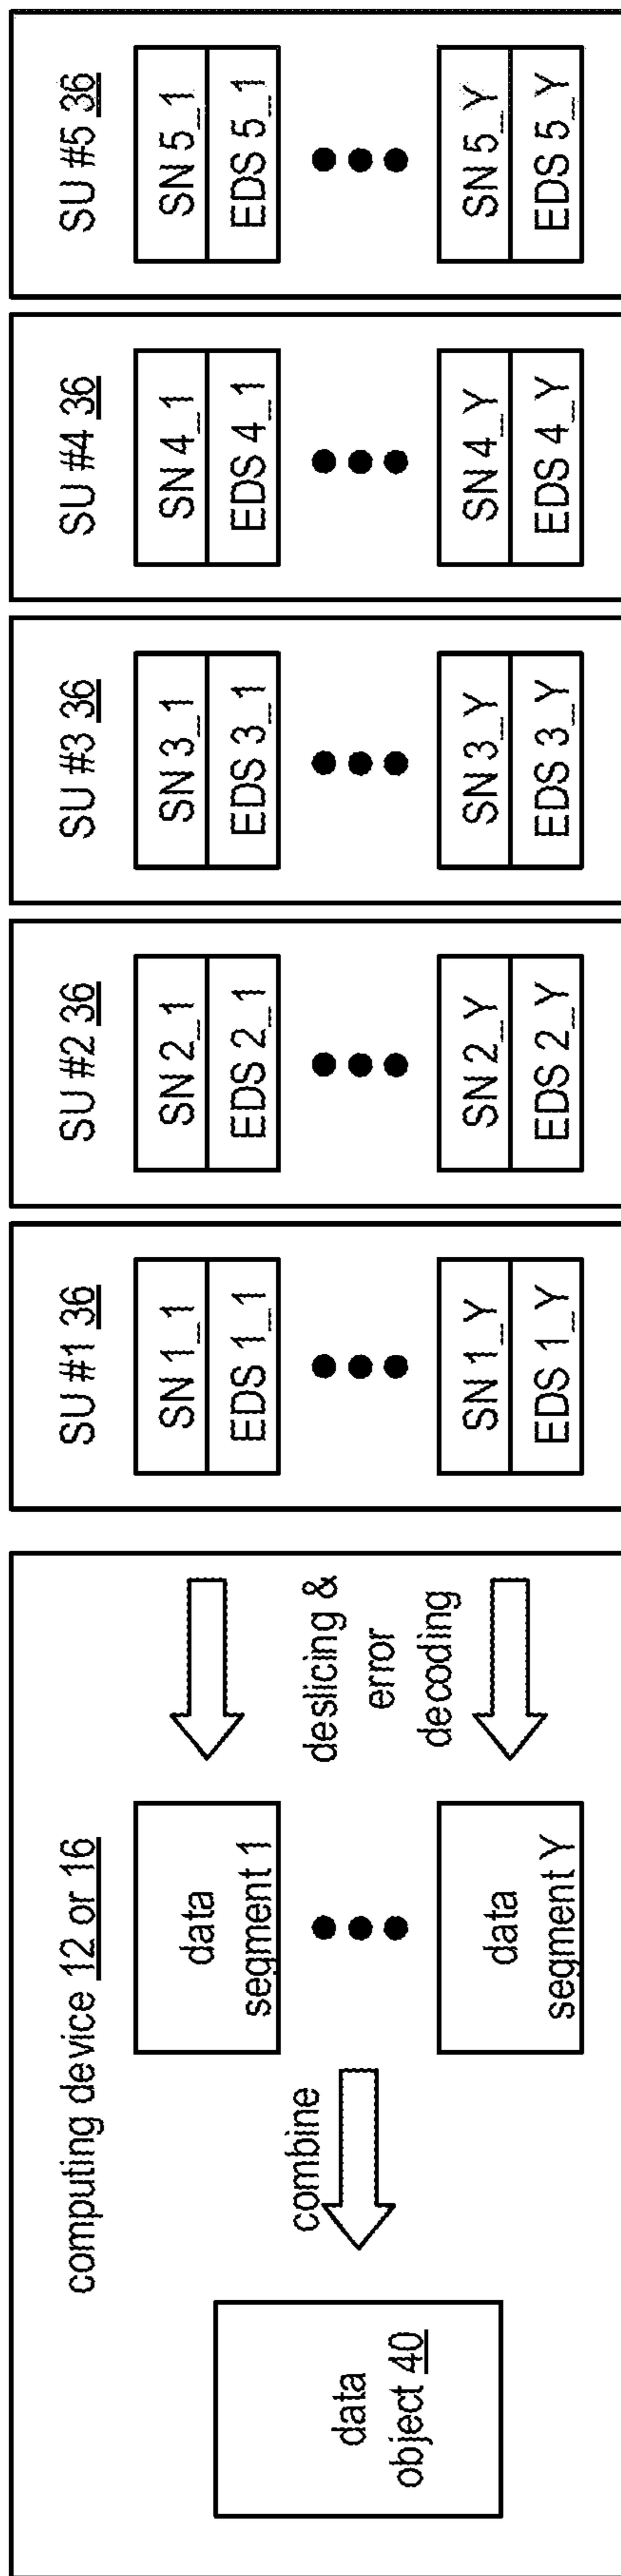 computing device 12 or 16
data
object 40
combine
data
segment 1
data
segment Y
deslicing &
error
decoding
SU #1 36
SN 1_1
EDS 1_1
SN 1_Y
EDS 1_Y
SU #2 36
SN 2_1
EDS 2_1
SN 2_Y
EDS 2_Y
SU #3 36
SN 3_1
EDS 3_1
SN 3_Y
EDS 3_Y
SU #4 36
SN 4_1
EDS 4_1
SN 4_Y
EDS 4_Y
SU #5 36
SN 5_1
EDS 5_1
SN 5_Y
EDS 5_Y